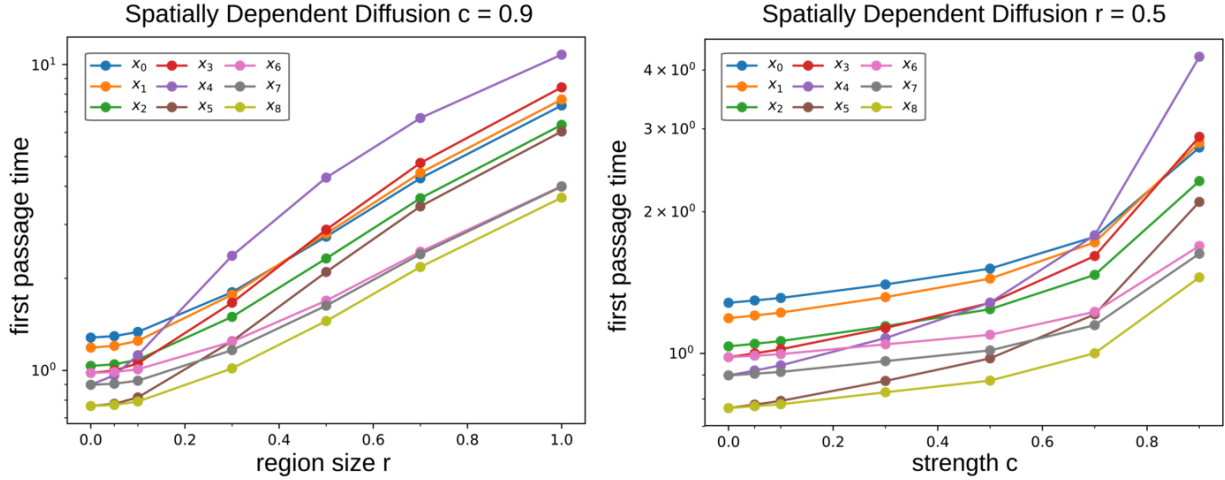 Spatially Dependent Diffusion c = 0.9
first passage time
10¹
10⁰
x₀ x₃ x₆
x₁ x₄ x₇
x₂ x₅ x₈
0.0 0.2 0.4 0.6 0.8 1.0
region size r
Spatially Dependent Diffusion r = 0.5
first passage time
4 × 10⁰
3 × 10⁰
2 × 10⁰
10⁰
x₀ x₃ x₆
x₁ x₄ x₇
x₂ x₅ x₈
0.0 0.2 0.4 0.6 0.8
strength c